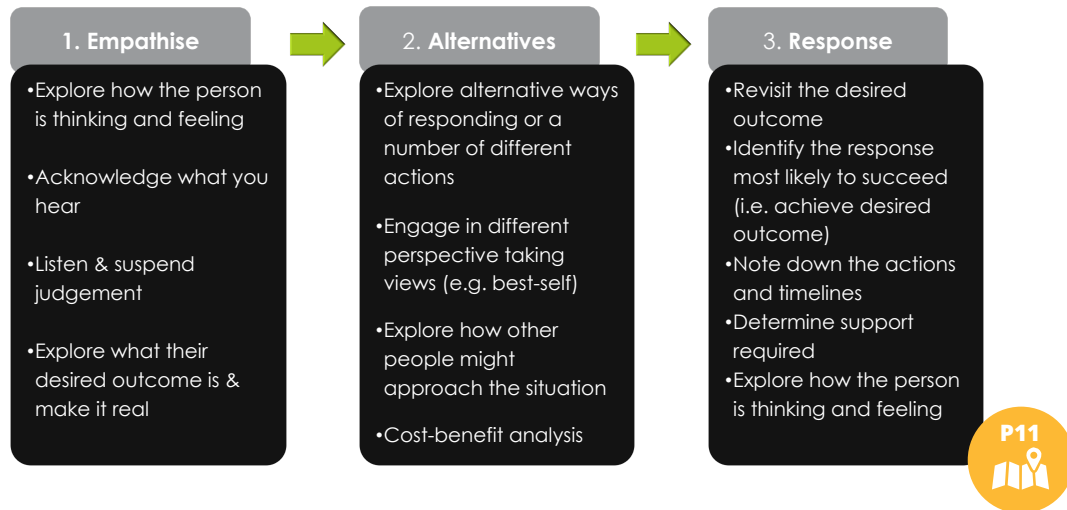 1. Empathise
•Explore how the person
is thinking and feeling
•Acknowledge what you
hear
•Listen & suspend
judgement
•Explore what their
desired outcome is &
make it real
2. Alternatives
•Explore alternative ways
of responding or a
number of different
actions
•Engage in different
perspective taking
views (e.g. best-self)
•Explore how other
people might
approach the situation
•Cost-benefit analysis
3. Response
•Revisit the desired
outcome
•Identify the response
most likely to succeed
(i.e. achieve desired
outcome)
•Note down the actions
and timelines
•Determine support
required
•Explore how the person
is thinking and feeling
P11